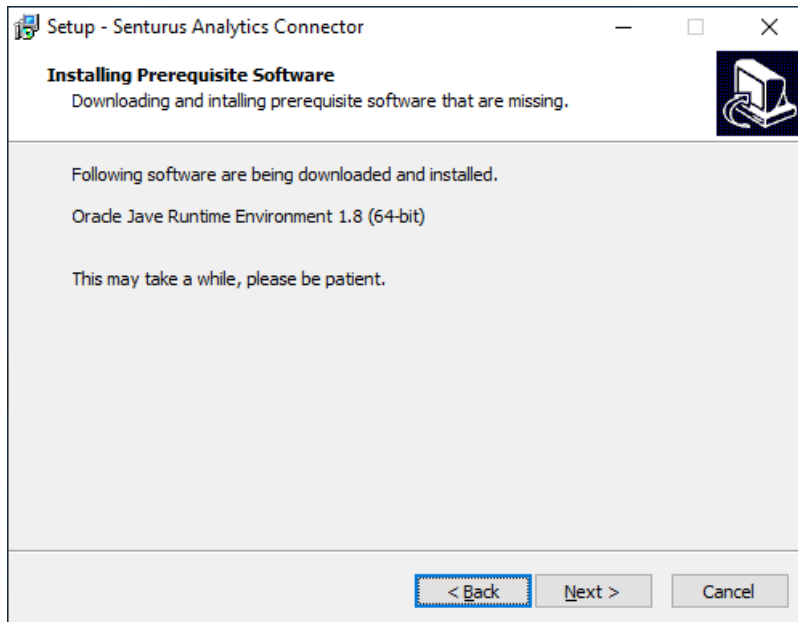 Setup - Senturus Analytics Connector
Installing Prerequisite Software
Downloading and intalling prerequisite software that are missing.
Following software are being downloaded and installed.
Oracle Jave Runtime Environment 1.8 (64-bit)
This may take a while, please be patient.
< Back
Next >
Cancel